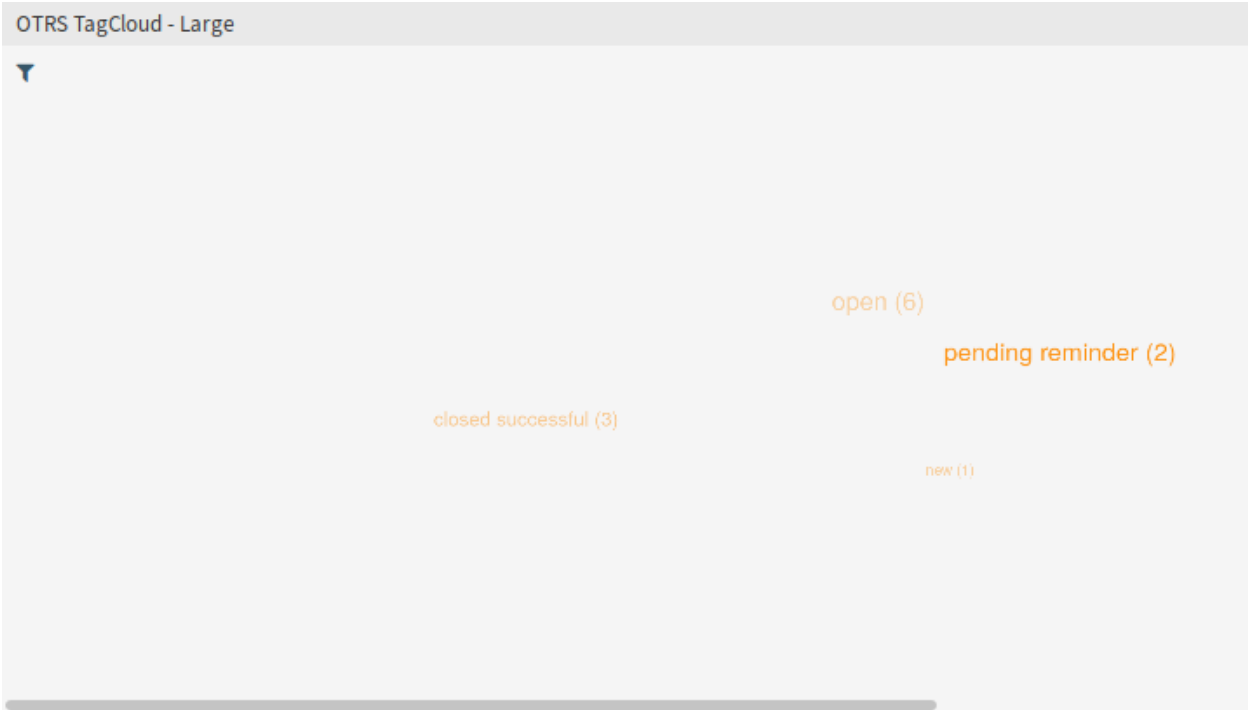 OTRS TagCloud - Large
open (6)
pending reminder (2)
closed successful (3)
new (1)